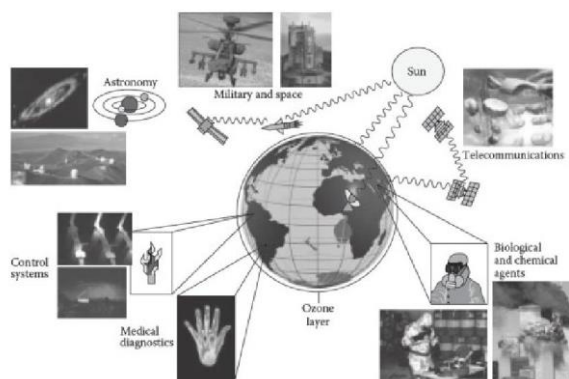 Astronomy
Military and space
Sun
Telecommunications
Control
systems
Medical
diagnostics
Ozone
layer
Biological
and chemical
agents